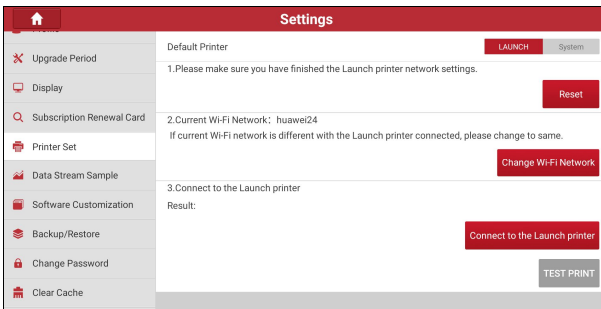 Settings
Upgrade Period
Display
Subscription Renewal Card
Printer Set
Data Stream Sample
Software Customization
Backup/Restore
Change Password
Clear Cache
Default Printer
LAUNCH
System
1.Please make sure you have finished the Launch printer network settings.
Reset
2.Current Wi-Fi Network：huawei24
If current Wi-Fi network is different with the Launch printer connected, please change to same.
Change Wi-Fi Network
3.Connect to the Launch printer
Result:
Connect to the Launch printer
TEST PRINT